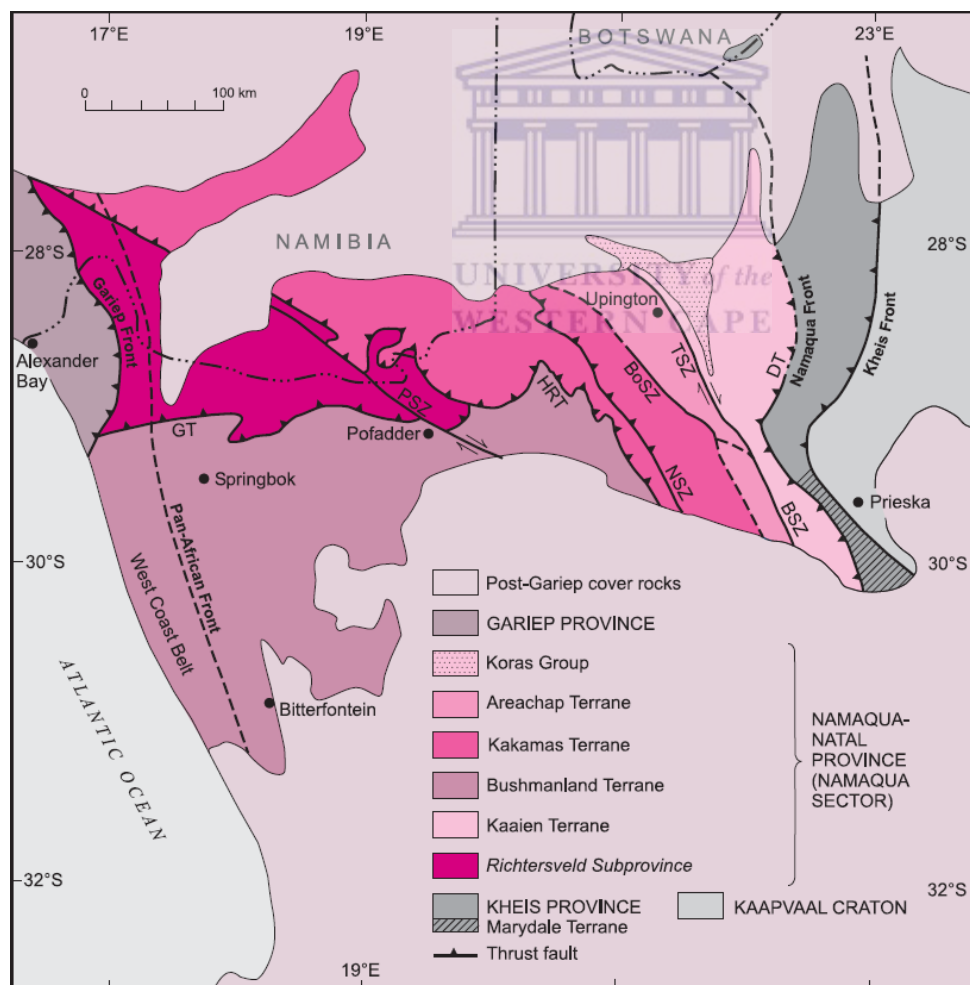 17°E
19°E
23°E
BOTSWANA
0
100 km
28°S
NAMIBIA
28°S
UNIVERSITY of the
WESTERN CAPE
Upington
Gariep Front
Alexander
Bay
TSZ
DT
Namaqua Front
Kheis Front
BoSZ
HRT
PSZ
GT
Pofadder
Springbok
NSZ
BSZ
Prieska
Pan-African Front
West Coast Belt
30°S
30°S
Bitterfontein
ATLANTIC OCEAN
Post-Gariep cover rocks
GARIEP PROVINCE
Koras Group
Areachap Terrane
Kakamas Terrane
Bushmanland Terrane
Kaaien Terrane
Richtersveld Subprovince
NAMAQUA-
NATAL
PROVINCE
(NAMAQUA
SECTOR)
32°S
32°S
KHEIS PROVINCE
Marydale Terrane
KAAPVAAL CRATON
Thrust fault
19°E
23°E